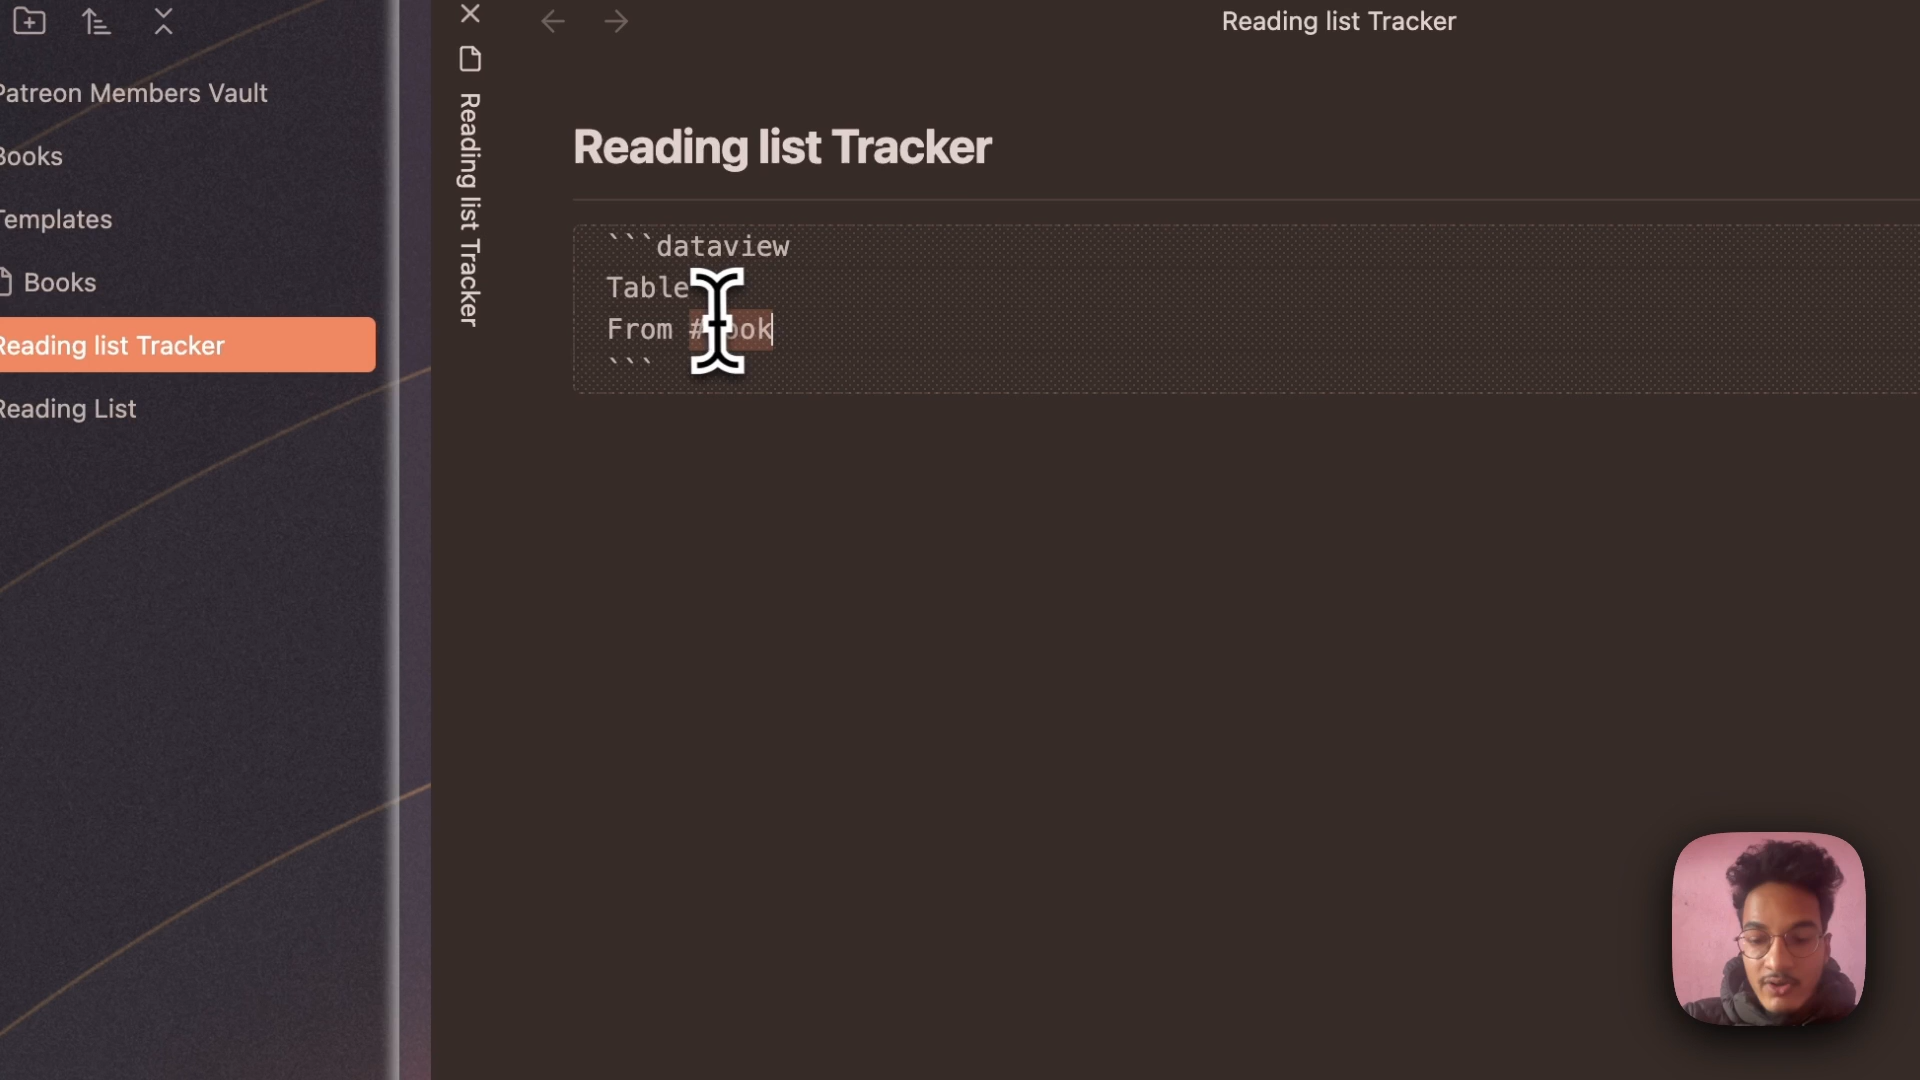 Patreon Members Vault
Books
Templates
Books
Reading list Tracker
Reading List
Reading list Tracker
Reading list Tracker
Reading list Tracker
```dataview
Table
From #book
```